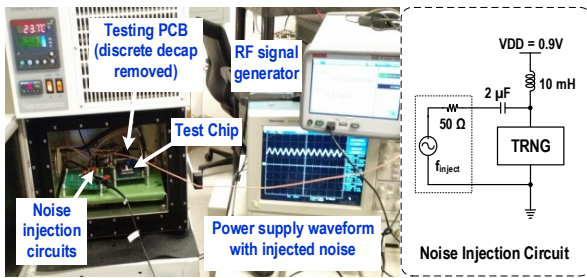 Testing PCB
(discrete decap
removed)
RF signal
generator
Test Chip
Noise
injection
circuits
Power supply waveform
with injected noise
VDD = 0.9V
10 mH
2 µF
50 Ω
finject
TRNG
Noise Injection Circuit